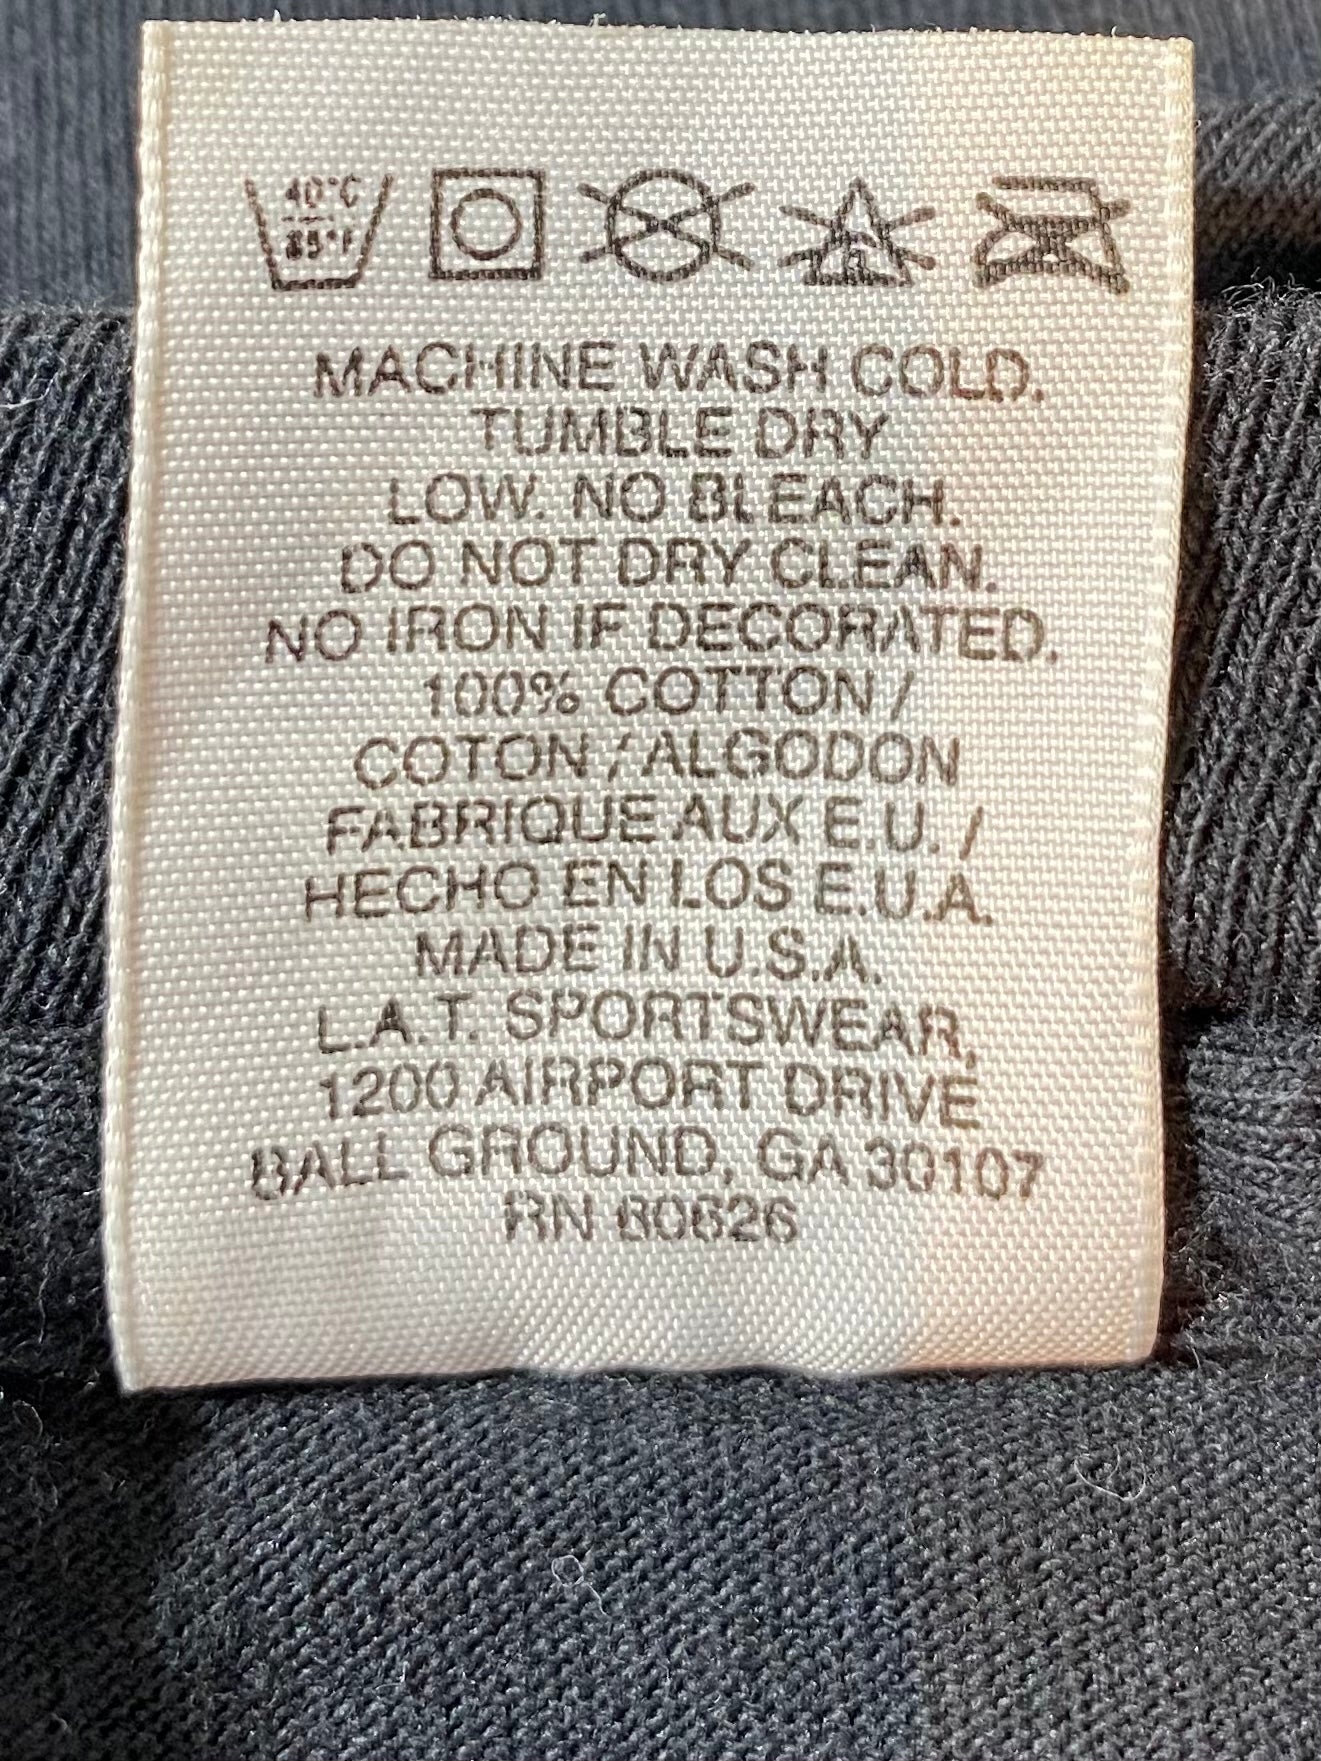 40°C
85°F
MACHINE WASH COLD.
TUMBLE DRY
LOW. NO BLEACH.
DO NOT DRY CLEAN.
NO IRON IF DECORATED.
100% COTTON /
COTON / ALGODON
FABRIQUE AUX E.U. /
HECHO EN LOS E.U.A.
MADE IN U.S.A.
L.A.T. SPORTSWEAR,
1200 AIRPORT DRIVE
BALL GROUND, GA 30107
RN